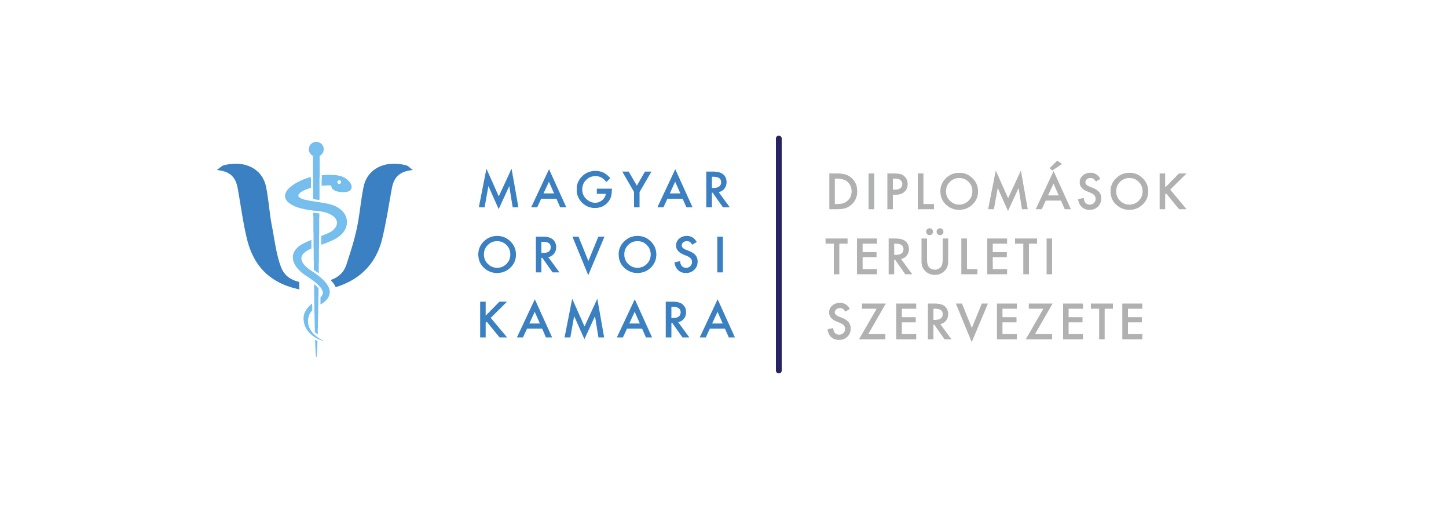 MAGYAR
ORVOSI
KAMARA
DIPLOMÁSOK
TERÜLETI
SZERVEZETE